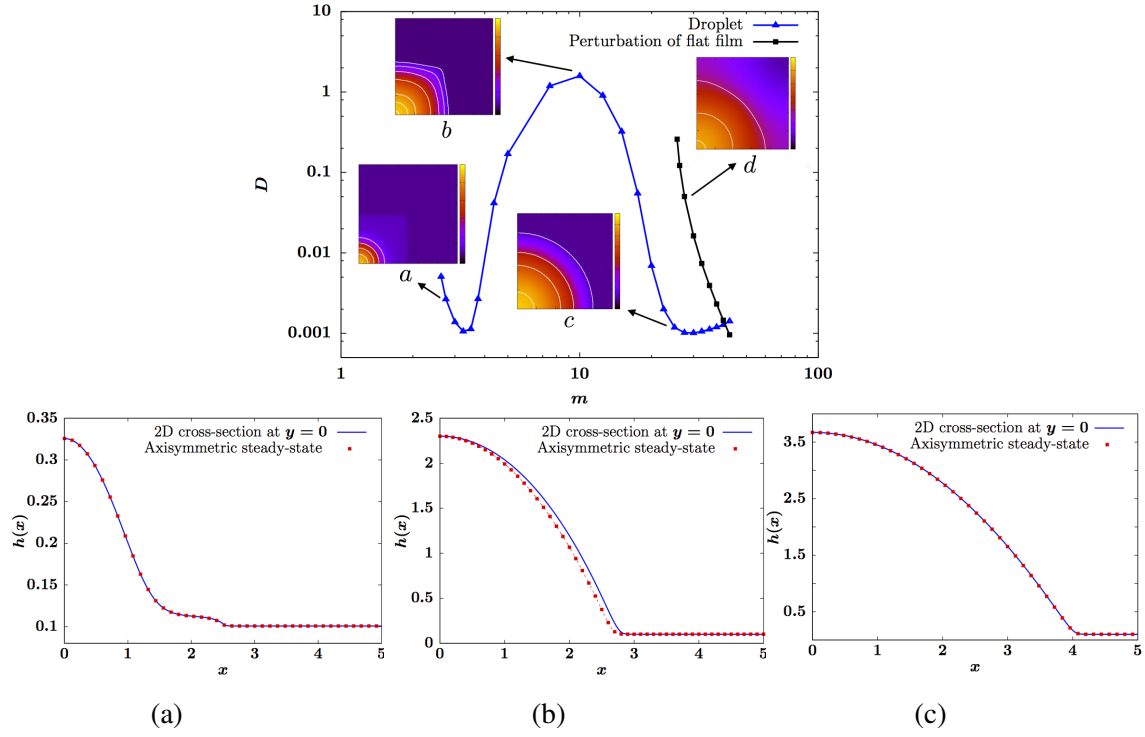 10
1
0.1
0.01
0.001
D
1
10
100
m
Droplet
Perturbation of flat film
a
b
c
d
0.35
0.3
0.25
0.2
0.15
0.1
h(x)
0 1 2 3 4 5
x
2D cross-section at y = 0
Axisymmetric steady-state
(a)
2.5
2
1.5
1
0.5
0
h(x)
0 1 2 3 4 5
x
2D cross-section at y = 0
Axisymmetric steady-state
(b)
3.5
2.5
1.5
0.5
h(x)
0 1 2 3 4 5
x
2D cross-section at y = 0
Axisymmetric steady-state
(c)